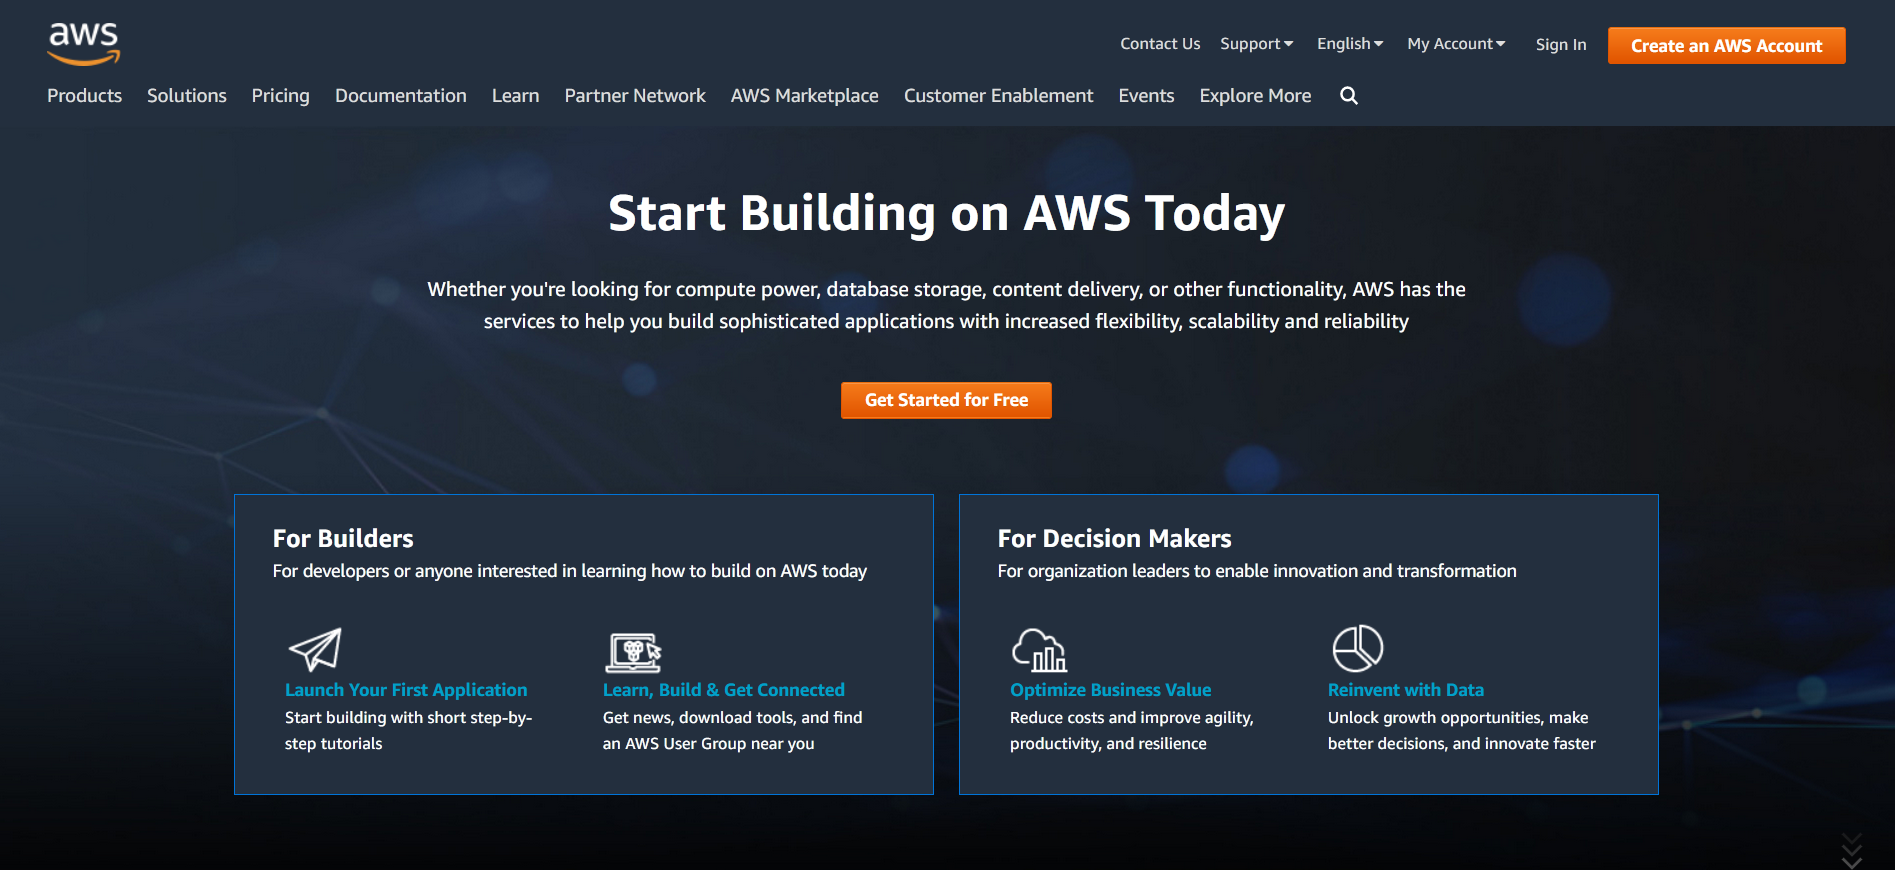 aws
Contact Us Support English My Account Sign In Create an AWS Account
Products Solutions Pricing Documentation Learn Partner Network AWS Marketplace Customer Enablement Events Explore More
Start Building on AWS Today
Whether you're looking for compute power, database storage, content delivery, or other functionality, AWS has the
services to help you build sophisticated applications with increased flexibility, scalability and reliability
Get Started for Free
For Builders
For developers or anyone interested in learning how to build on AWS today
Launch Your First Application
Start building with short step-by-
step tutorials
Learn, Build & Get Connected
Get news, download tools, and find
an AWS User Group near you
For Decision Makers
For organization leaders to enable innovation and transformation
Optimize Business Value
Reduce costs and improve agility,
productivity, and resilience
Reinvent with Data
Unlock growth opportunities, make
better decisions, and innovate faster